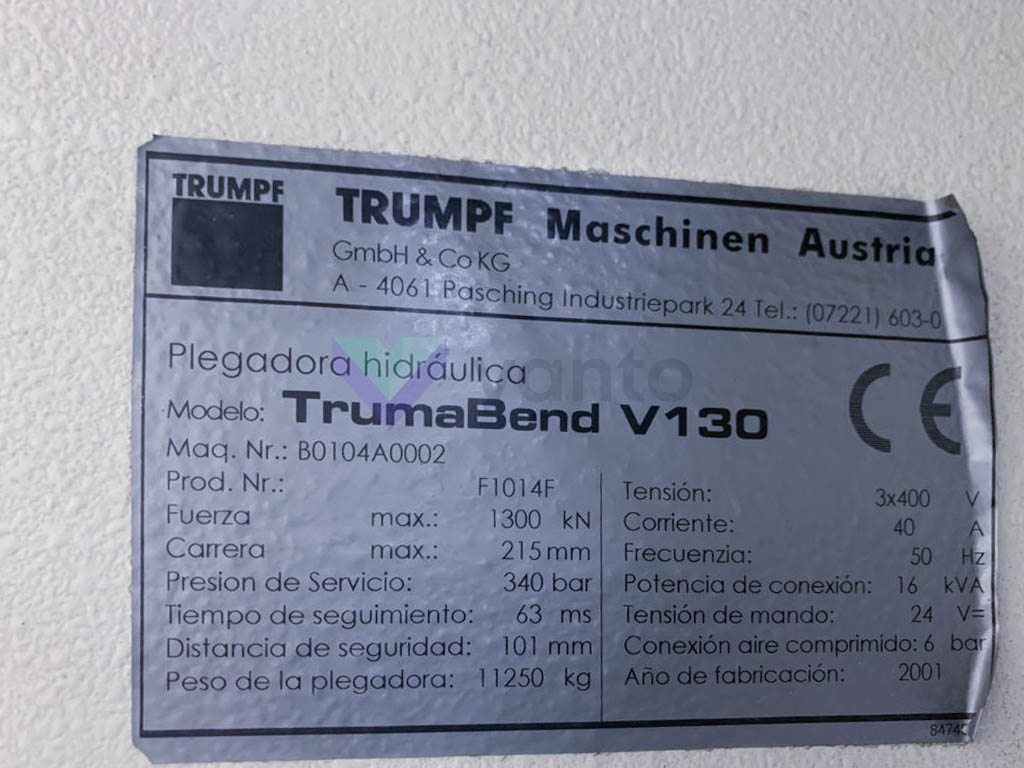 TRUMPF
TRUMPF Maschinen Austria
GmbH & Co KG
A - 4061 Pasching Industriepark 24 Tel.: (07221) 603-0
Plegadora hidráulica
vanto
Modelo: TrumaBend V130
Maq. Nr.: B0104A0002
Prod. Nr.: F1014F
Fuerza max.: 1300 kN
Carrera max.: 215 mm
Presion de Servicio: 340 bar
Tiempo de seguimiento: 63 ms
Distancia de seguridad: 101 mm
Peso de la plegadora: 11250 kg
CE
Tensión: 3x400 V
Corriente: 40 A
Frecuenzia: 50 Hz
Potencia de conexión: 16 kVA
Tensión de mando: 24 V=
Conexión aire comprimido: 6 bar
Año de fabricación: 2001